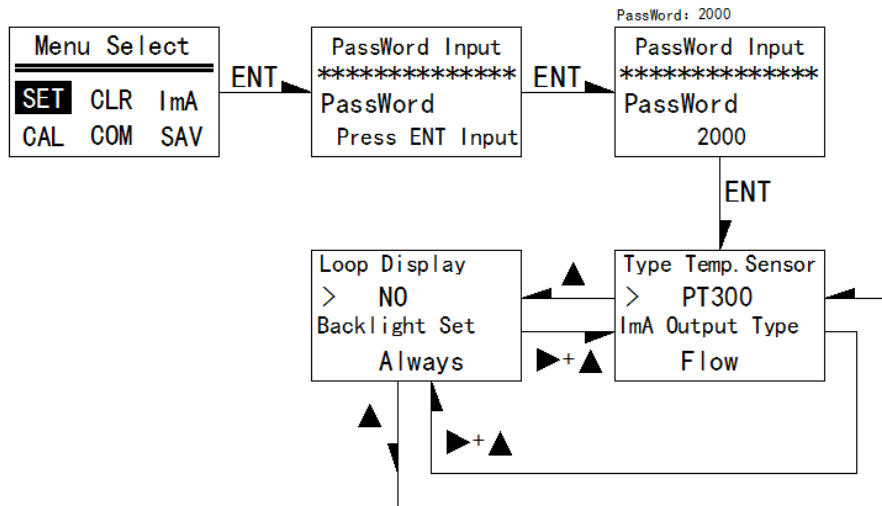 PassWord: 2000
Menu Select
SET CLR ImA
CAL COM SAV
ENT
PassWord Input
**************
PassWord
Press ENT Input
ENT
PassWord Input
**************
PassWord
2000
ENT
Loop Display
> NO
Backlight Set
Always
▲
▶+▲
Type Temp.Sensor
> PT300
ImA Output Type
Flow
▲
▶+▲